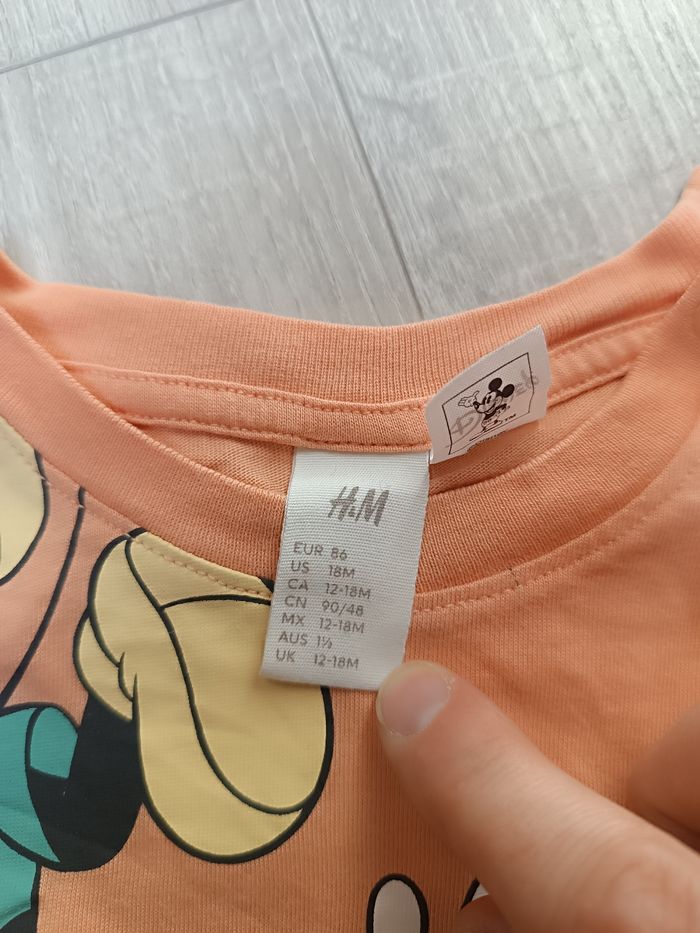 H&M
EUR 86
US 18M
CA 12-18M
CN 90/48
MX 12-18M
AUS 1½
UK 12-18M
TM